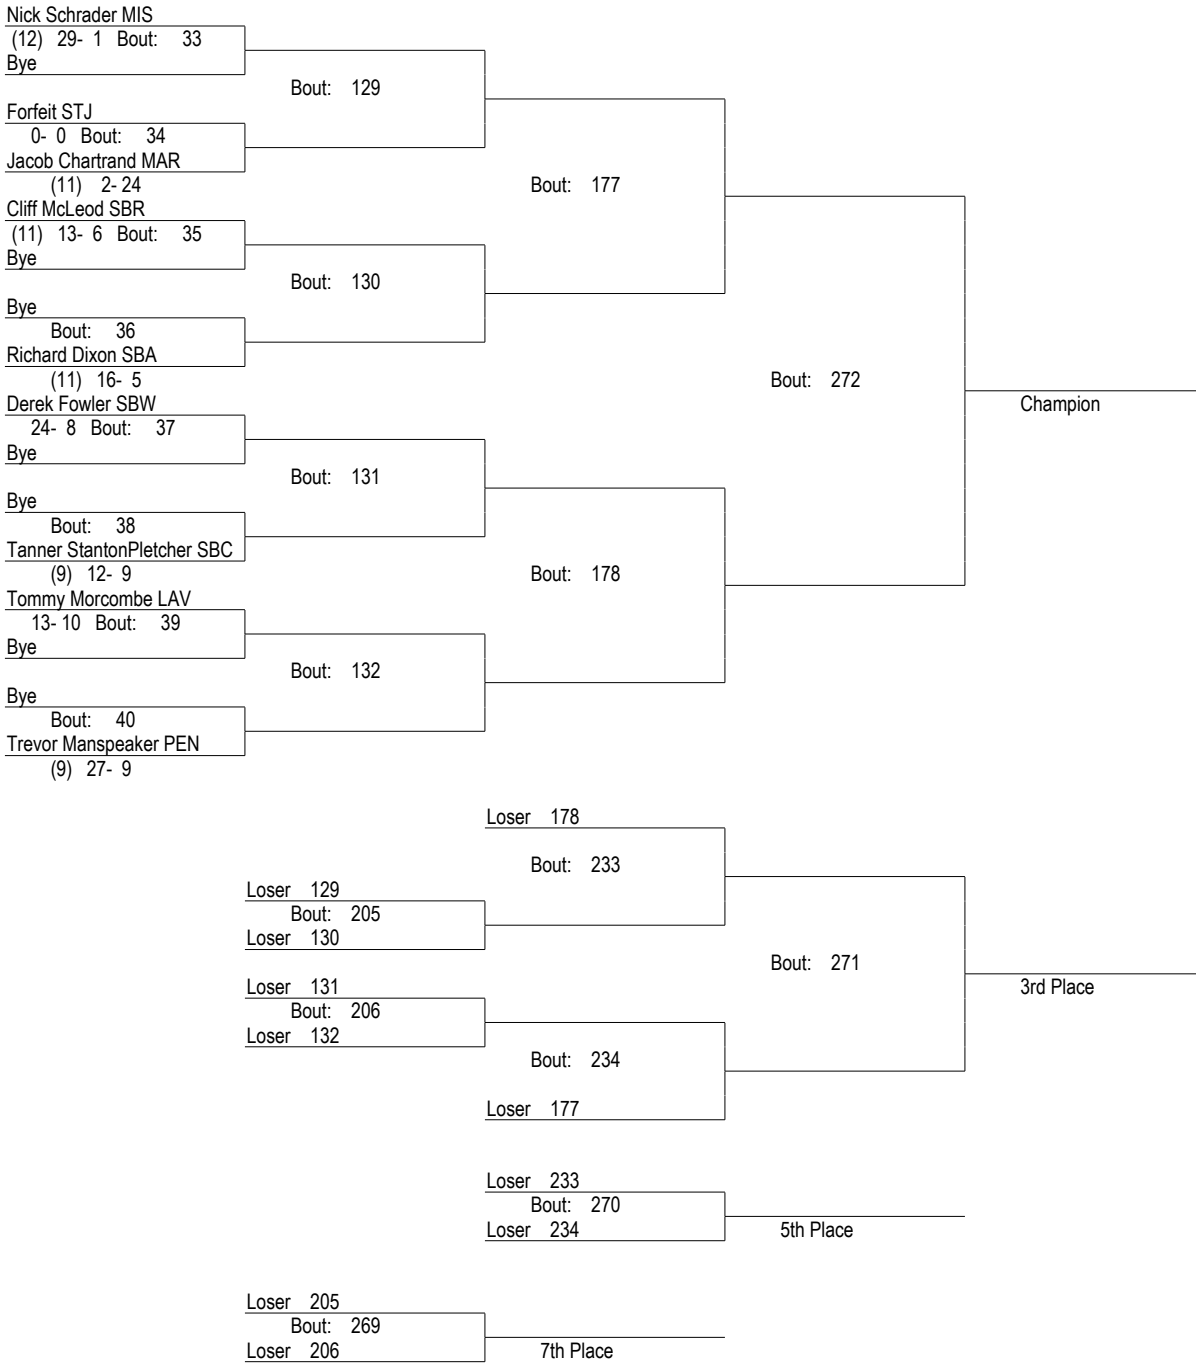 Nick Schrader MIS
(12) 29- 1 Bout: 33
Bye
Bout: 129
Forfeit STJ
0- 0 Bout: 34
Jacob Chartrand MAR
(11) 2- 24
Bout: 177
Cliff McLeod SBR
(11) 13- 6 Bout: 35
Bye
Bout: 130
Bye
Bout: 36
Richard Dixon SBA
(11) 16- 5
Bout: 272
Champion
Derek Fowler SBW
24- 8 Bout: 37
Bye
Bout: 131
Bye
Bout: 38
Tanner StantonPletcher SBC
(9) 12- 9
Bout: 178
Tommy Morcombe LAV
13- 10 Bout: 39
Bye
Bout: 132
Bye
Bout: 40
Trevor Manspeaker PEN
(9) 27- 9
Loser 178
Bout: 233
Loser 129
Bout: 205
Loser 130
Bout: 271
3rd Place
Loser 131
Bout: 206
Loser 132
Bout: 234
Loser 177
Loser 233
Bout: 270
Loser 234
5th Place
Loser 205
Bout: 269
Loser 206
7th Place